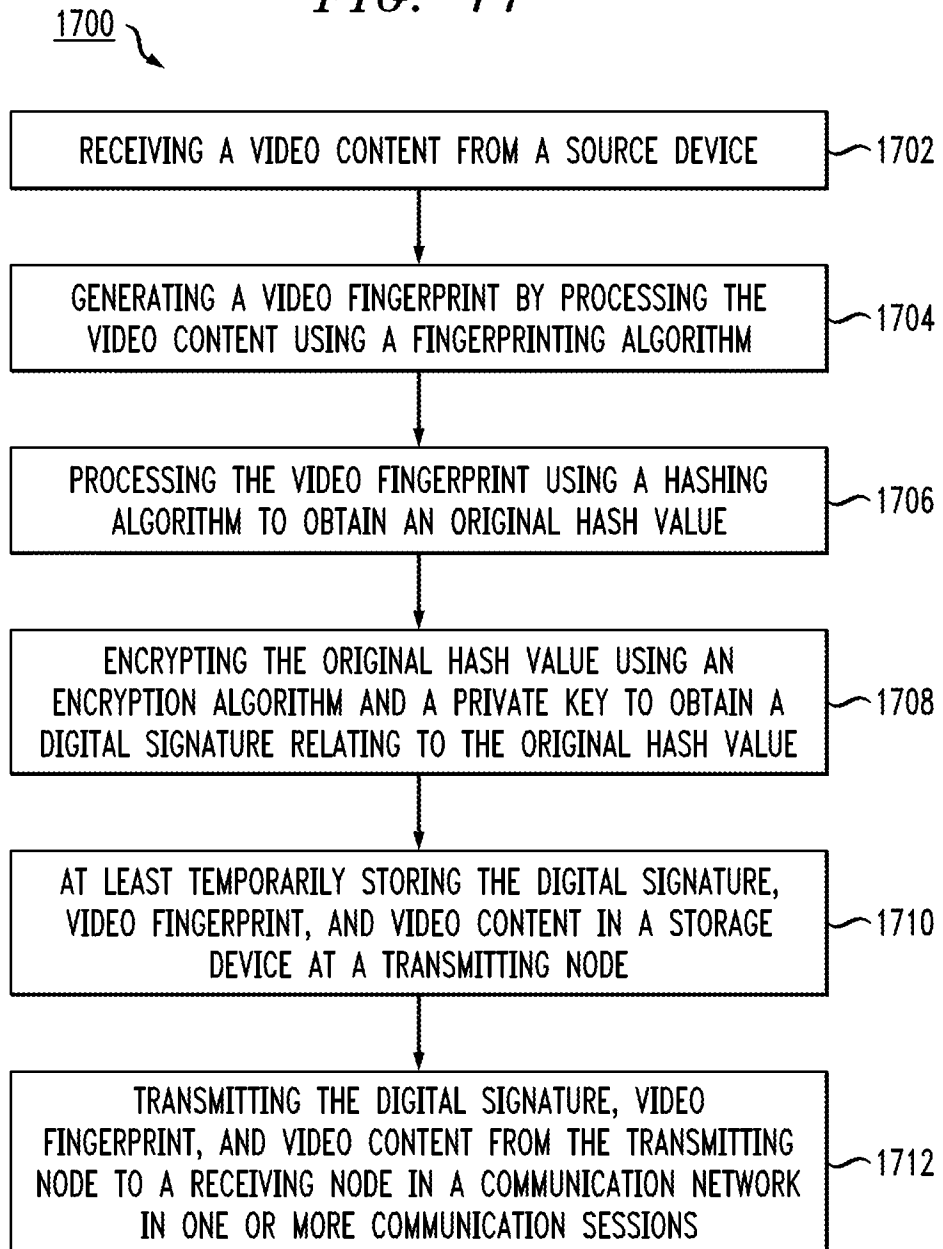 FIG. 17
1700
RECEIVING A VIDEO CONTENT FROM A SOURCE DEVICE
1702
GENERATING A VIDEO FINGERPRINT BY PROCESSING THE
VIDEO CONTENT USING A FINGERPRINTING ALGORITHM
1704
PROCESSING THE VIDEO FINGERPRINT USING A HASHING
ALGORITHM TO OBTAIN AN ORIGINAL HASH VALUE
1706
ENCRYPTING THE ORIGINAL HASH VALUE USING AN
ENCRYPTION ALGORITHM AND A PRIVATE KEY TO OBTAIN A
DIGITAL SIGNATURE RELATING TO THE ORIGINAL HASH VALUE
1708
AT LEAST TEMPORARILY STORING THE DIGITAL SIGNATURE,
VIDEO FINGERPRINT, AND VIDEO CONTENT IN A STORAGE
DEVICE AT A TRANSMITTING NODE
1710
TRANSMITTING THE DIGITAL SIGNATURE, VIDEO
FINGERPRINT, AND VIDEO CONTENT FROM THE TRANSMITTING
NODE TO A RECEIVING NODE IN A COMMUNICATION NETWORK
IN ONE OR MORE COMMUNICATION SESSIONS
1712